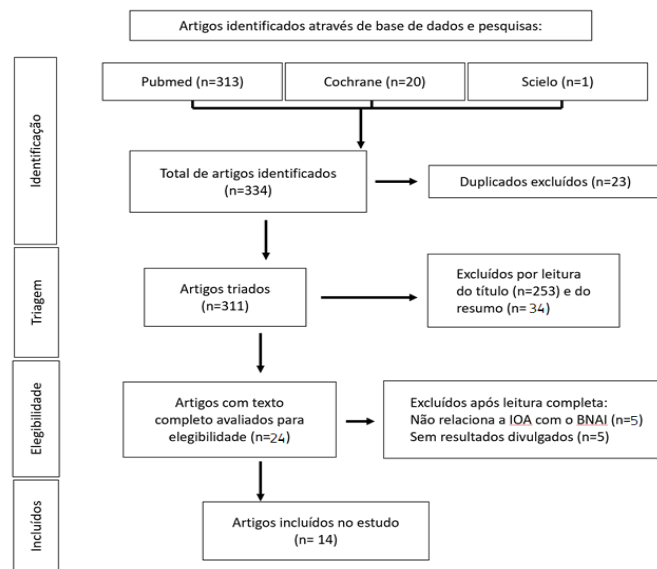 Artigos identificados através de base de dados e pesquisas:
Identificação
Pubmed (n=313)
Cochrane (n=20)
Scielo (n=1)
Total de artigos identificados
(n=334)
Duplicados excluídos (n=23)
Triagem
Artigos triados
(n=311)
Excluídos por leitura
do título (n=253) e do
resumo (n= 34)
Elegibilidade
Artigos com texto
completo avaliados para
elegibilidade (n=24)
Excluídos após leitura completa:
Não relaciona a IOA com o BNAI (n=5)
Sem resultados divulgados (n=5)
Incluídos
Artigos incluídos no estudo
(n= 14)